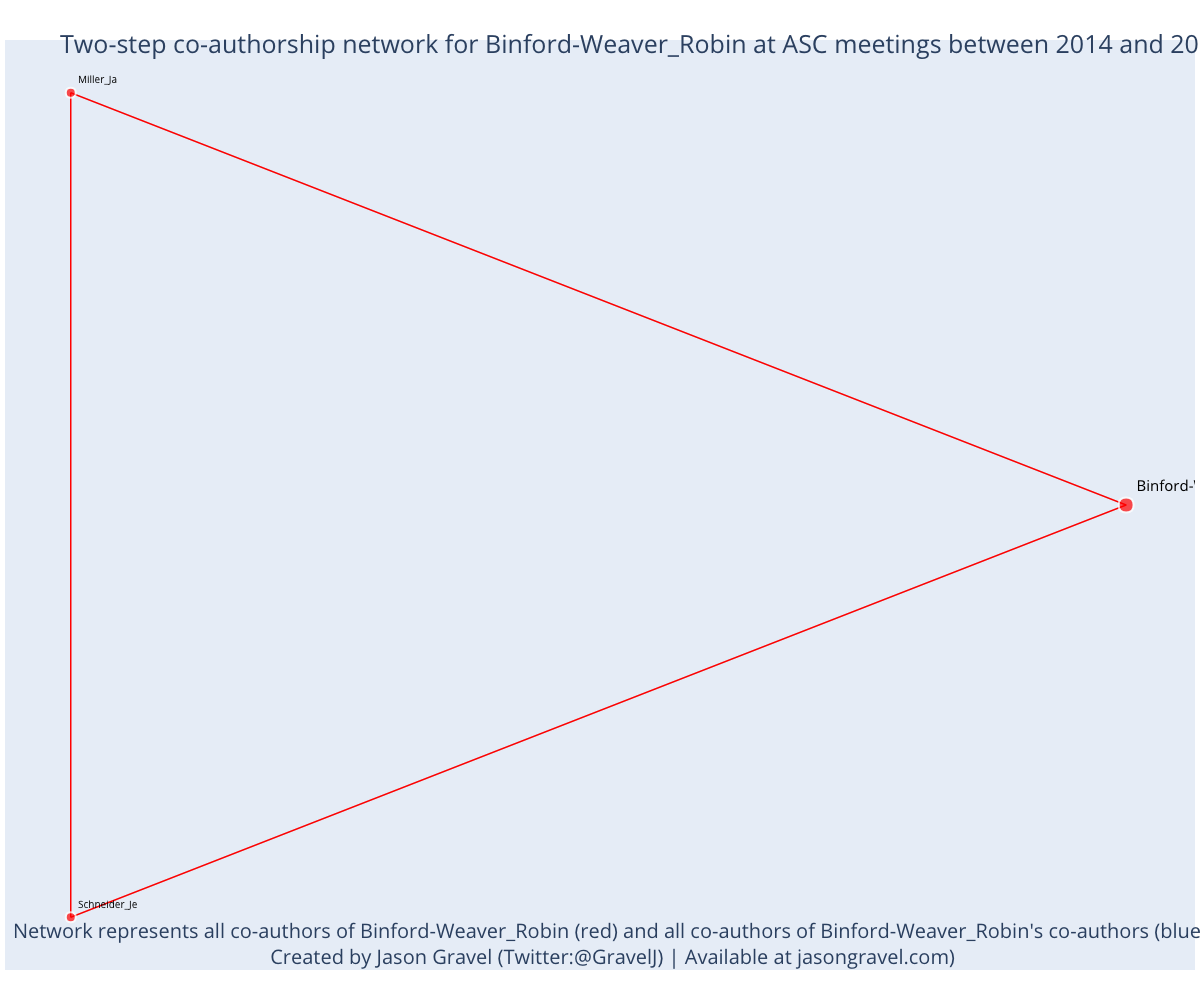 Two-step co-authorship network for Binford-Weaver_Robin at ASC meetings between 2014 and 20
Miller_Ja
Binford-
Schneider_Je
Network represents all co-authors of Binford-Weaver_Robin (red) and all co-authors of Binford-Weaver_Robin's co-authors (blue
Created by Jason Gravel (Twitter:@GravelJ) | Available at jasongravel.com)